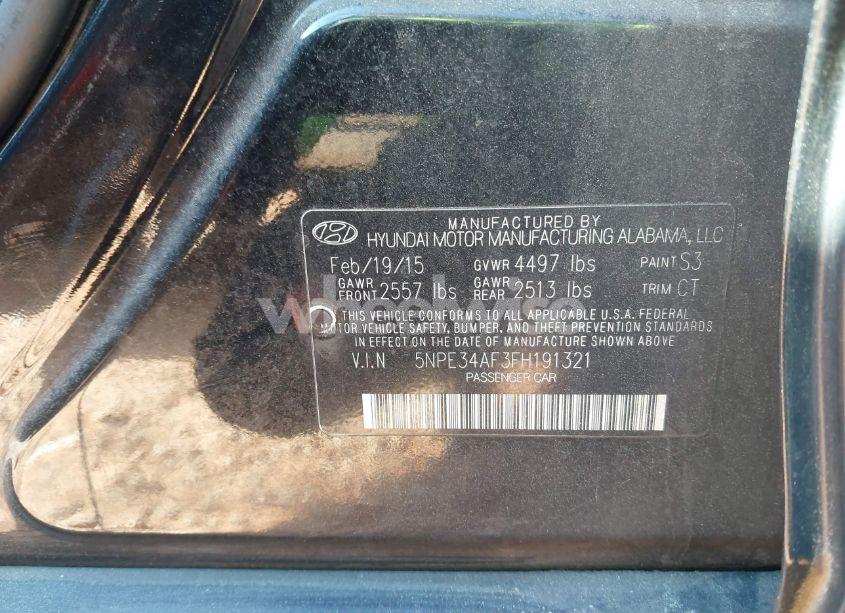 MANUFACTURED BY
HYUNDAI MOTOR MANUFACTURING ALABAMA, LLC
Feb/19/15 GVWR 4497 lbs PAINT S3
GAWR FRONT 2557 lbs GAWR REAR 2513 lbs TRIM CT
THIS VEHICLE CONFORMS TO ALL APPLICABLE U.S.A. FEDERAL
MOTOR VEHICLE SAFETY, BUMPER, AND THEFT PREVENTION STANDARDS
IN EFFECT ON THE DATE OF MANUFACTURE SHOWN ABOVE
V.I.N 5NPE34AF3FH191321
PASSENGER CAR